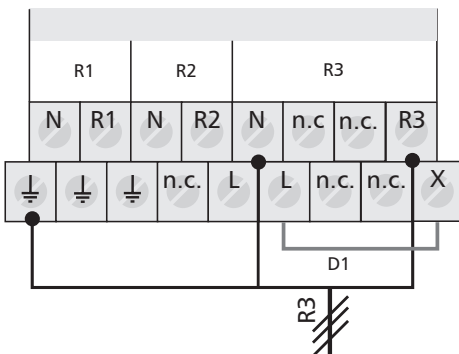 R1 R2 R3
N R1 N R2 N n.c n.c. R3
n.c. L L n.c. n.c. X
D1
R3